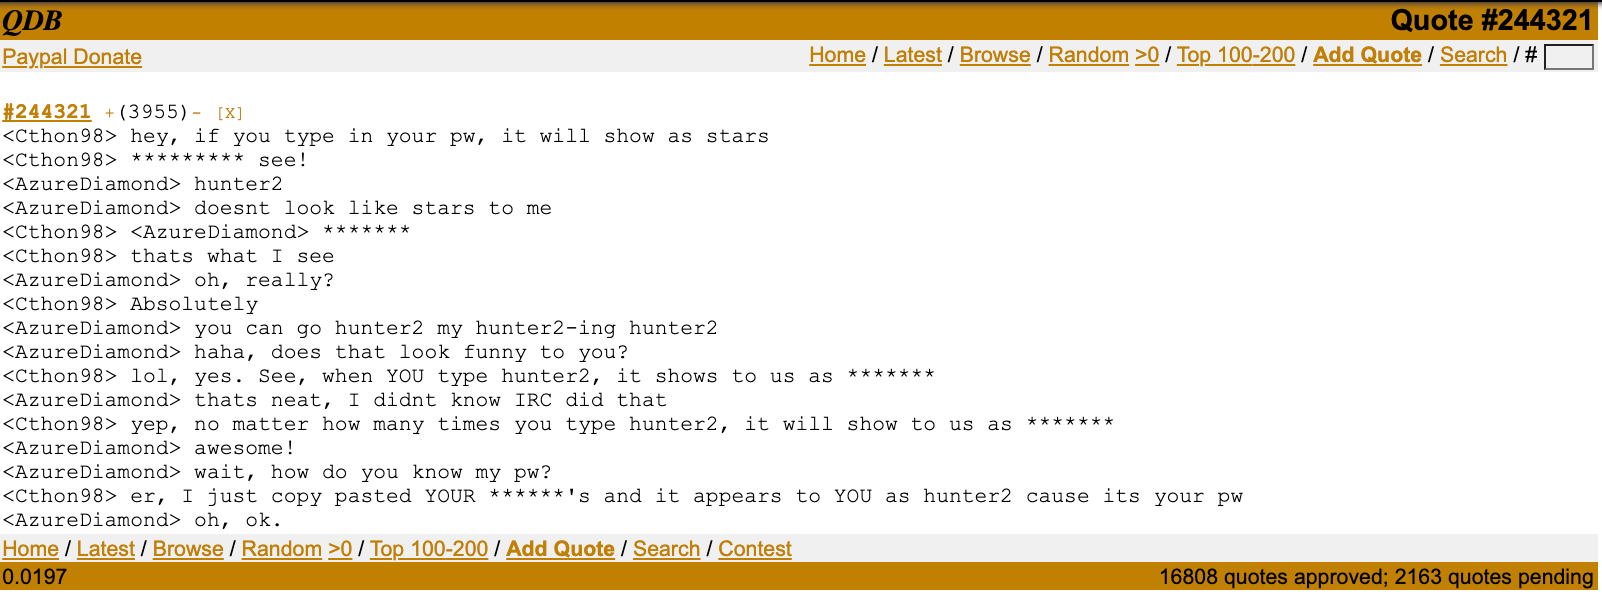 QDB
Quote #244321
Paypal Donate
Home / Latest / Browse / Random >0 / Top 100-200 / Add Quote / Search / #
#244321 +(3955)- [X]
<Cthon98> hey, if you type in your pw, it will show as stars
<Cthon98> ********* see!
<AzureDiamond> hunter2
<AzureDiamond> doesnt look like stars to me
<Cthon98> <AzureDiamond> *******
<Cthon98> thats what I see
<AzureDiamond> oh, really?
<Cthon98> Absolutely
<AzureDiamond> you can go hunter2 my hunter2-ing hunter2
<AzureDiamond> haha, does that look funny to you?
<Cthon98> lol, yes. See, when YOU type hunter2, it shows to us as *******
<AzureDiamond> thats neat, I didnt know IRC did that
<Cthon98> yep, no matter how many times you type hunter2, it will show to us as *******
<AzureDiamond> awesome!
<AzureDiamond> wait, how do you know my pw?
<Cthon98> er, I just copy pasted YOUR ******'s and it appears to YOU as hunter2 cause its your pw
<AzureDiamond> oh, ok.
Home / Latest / Browse / Random >0 / Top 100-200 / Add Quote / Search / Contest
0.0197
16808 quotes approved; 2163 quotes pending